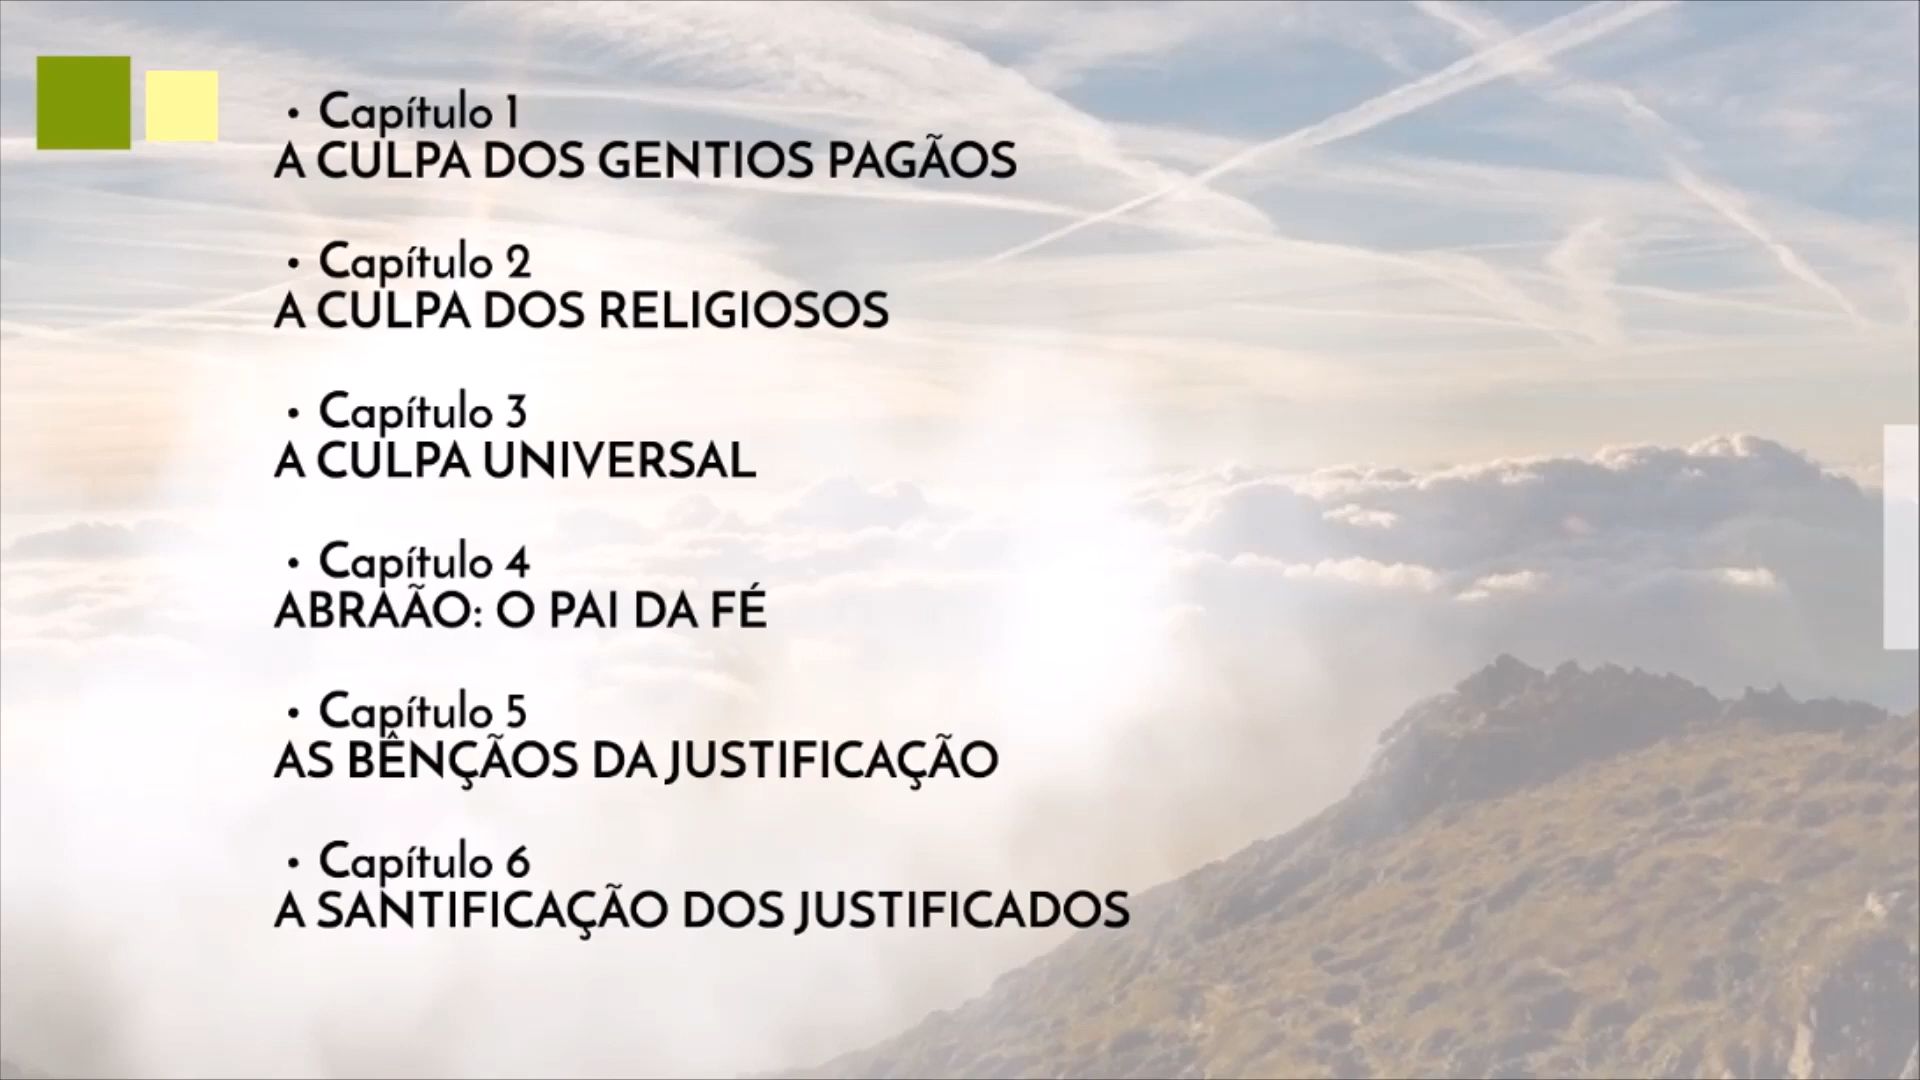 • Capítulo 1
A CULPA DOS GENTIOS PAGÃOS
• Capítulo 2
A CULPA DOS RELIGIOSOS
• Capítulo 3
A CULPA UNIVERSAL
• Capítulo 4
ABRAÃO: O PAI DA FÉ
• Capítulo 5
AS BÊNÇÃOS DA JUSTIFICAÇÃO
• Capítulo 6
A SANTIFICAÇÃO DOS JUSTIFICADOS